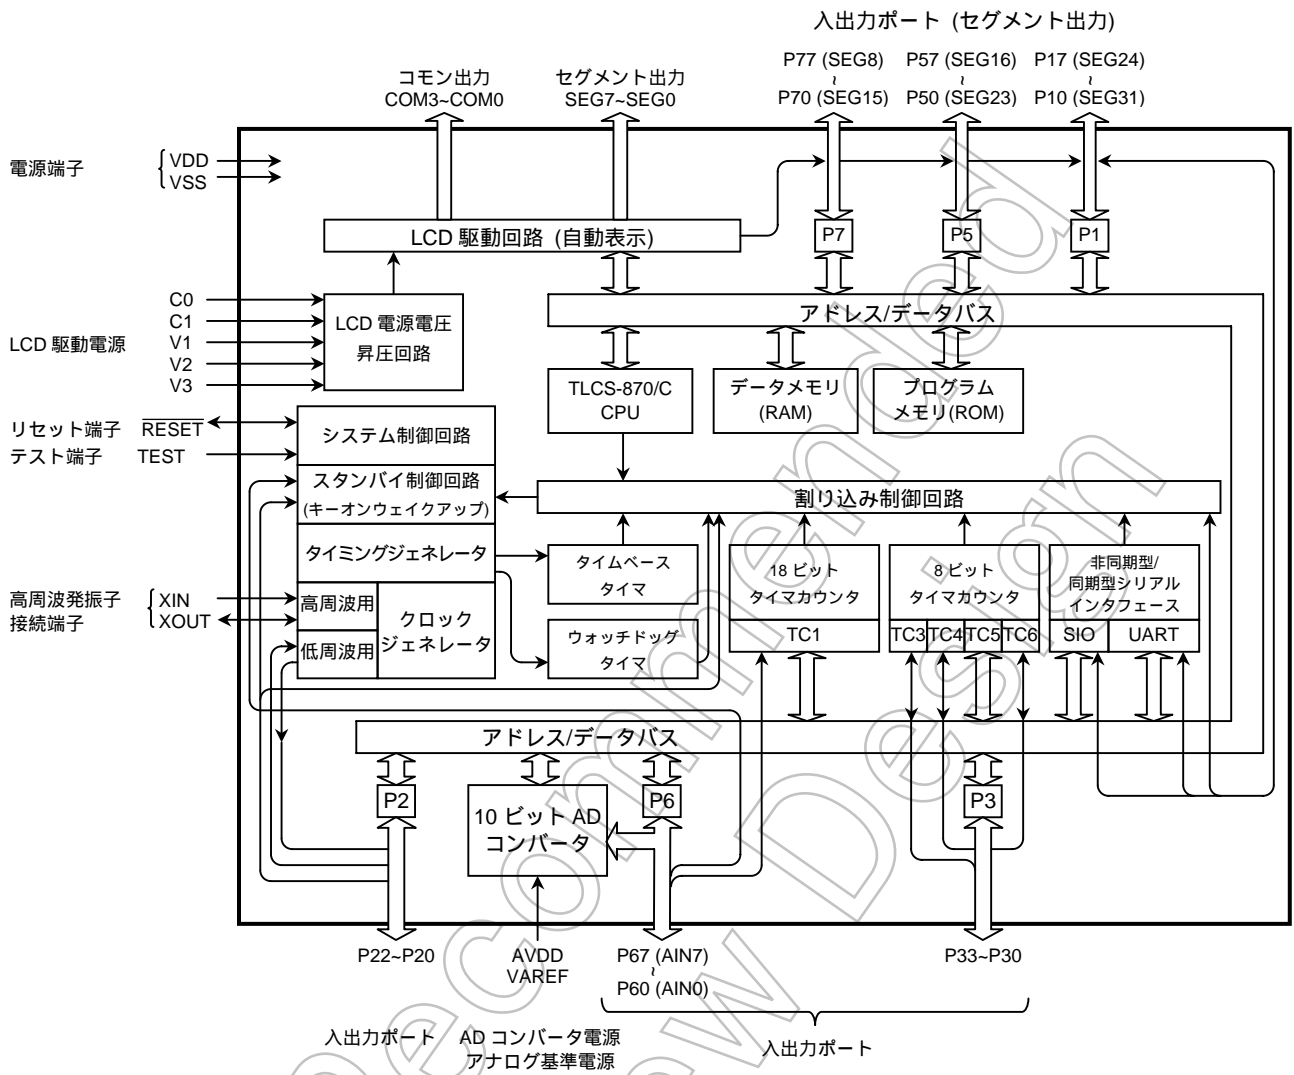 入出力ポート (セグメント出力)
P77 (SEG8)
~
P70 (SEG15)
P57 (SEG16)
~
P50 (SEG23)
P17 (SEG24)
~
P10 (SEG31)
コモン出力
COM3~COM0
セグメント出力
SEG7~SEG0
電源端子
VDD
VSS
LCD 駆動回路 (自動表示)
P7
P5
P1
アドレス/データバス
LCD 駆動電源
C0
C1
V1
V2
V3
LCD 電源電圧
昇圧回路
TLCS-870/C
CPU
データメモリ
(RAM)
プログラム
メモリ(ROM)
リセット端子
RESET
テスト端子
TEST
システム制御回路
スタンバイ制御回路
(キーオンウェイクアップ)
割り込み制御回路
タイミングジェネレータ
タイムベース
タイマ
18 ビット
タイマカウンタ
TC1
8 ビット
タイマカウンタ
TC3
TC4
TC5
TC6
非同期型/
同期型シリアル
インタフェース
SIO
UART
高周波発振子
接続端子
XIN
XOUT
高周波用
低周波用
クロック
ジェネレータ
ウォッチドッグ
タイマ
アドレス/データバス
P2
10 ビット AD
コンバータ
P6
P3
P22~P20
AVDD
VAREF
P67 (AIN7)
~
P60 (AIN0)
P33~P30
入出力ポート
AD コンバータ電源
アナログ基準電源
入出力ポート
Recommended
New Design